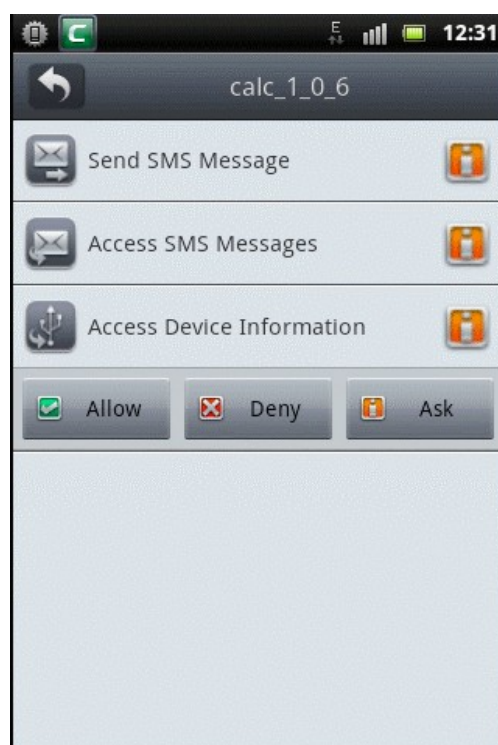 C
E
12:31
calc_1_0_6
Send SMS Message
Access SMS Messages
Access Device Information
Allow Deny Ask